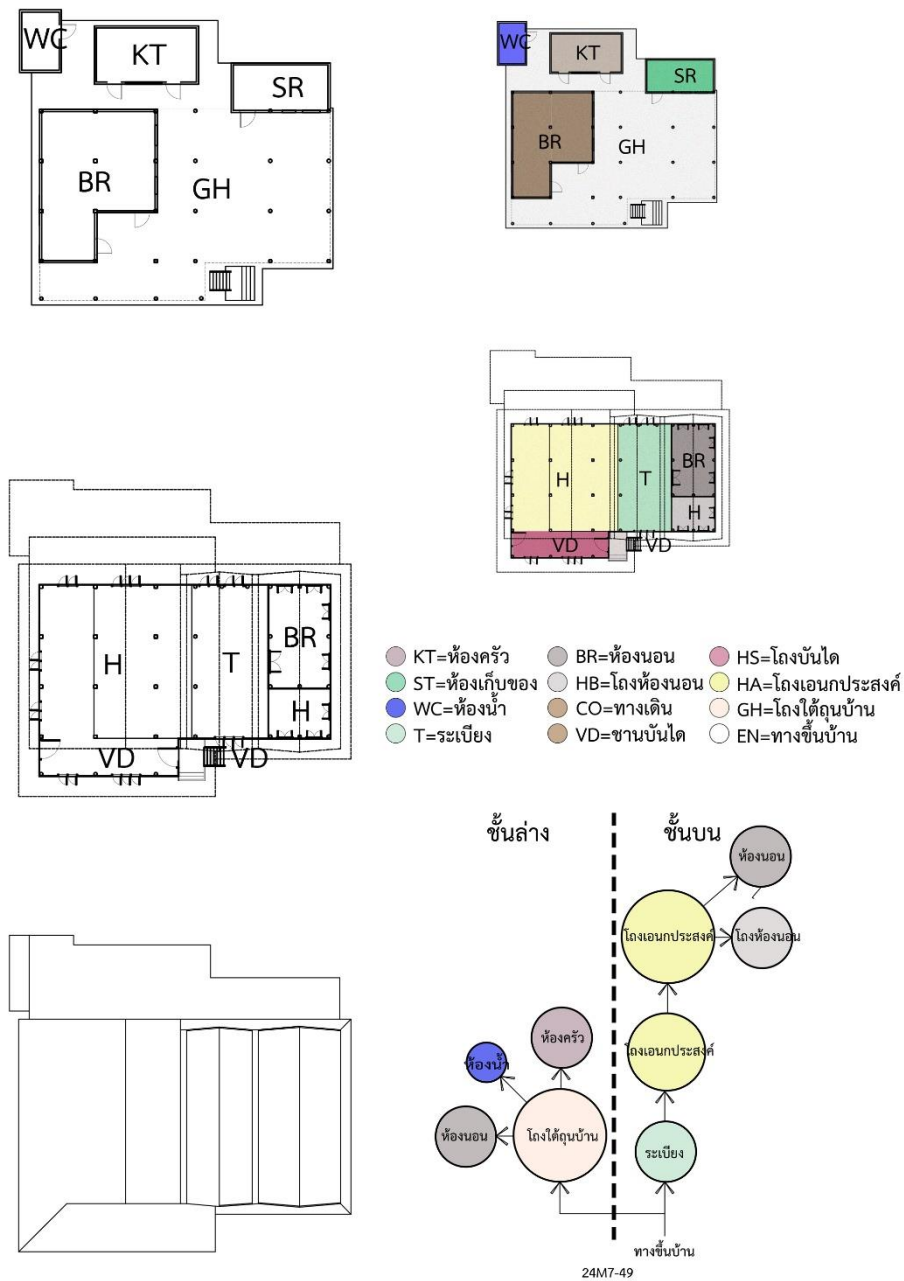 WC
KT
SR
BR
GH
WC
KT
SR
BR
GH
H
T
BR
H
VD
VD
H
T
BR
H
VD
VD
KT=ห้องครัว
BR=ห้องนอน
HS=โถงบันได
ST=ห้องเก็บของ
HB=โถงห้องนอน
HA=โถงเอนกประสงค์
WC=ห้องน้ำ
CO=ทางเดิน
GH=โถงใต้ถุนบ้าน
T=ระเบียง
VD=ชานบันได
EN=ทางขึ้นบ้าน
ชั้นล่าง
ชั้นบน
ห้องนอน
โถงเอนกประสงค์
โถงห้องนอน
ห้องครัว
โถงเอนกประสงค์
ห้องน้ำ
ห้องนอน
โถงใต้ถุนบ้าน
ระเบียง
ทางขึ้นบ้าน
24M7-49